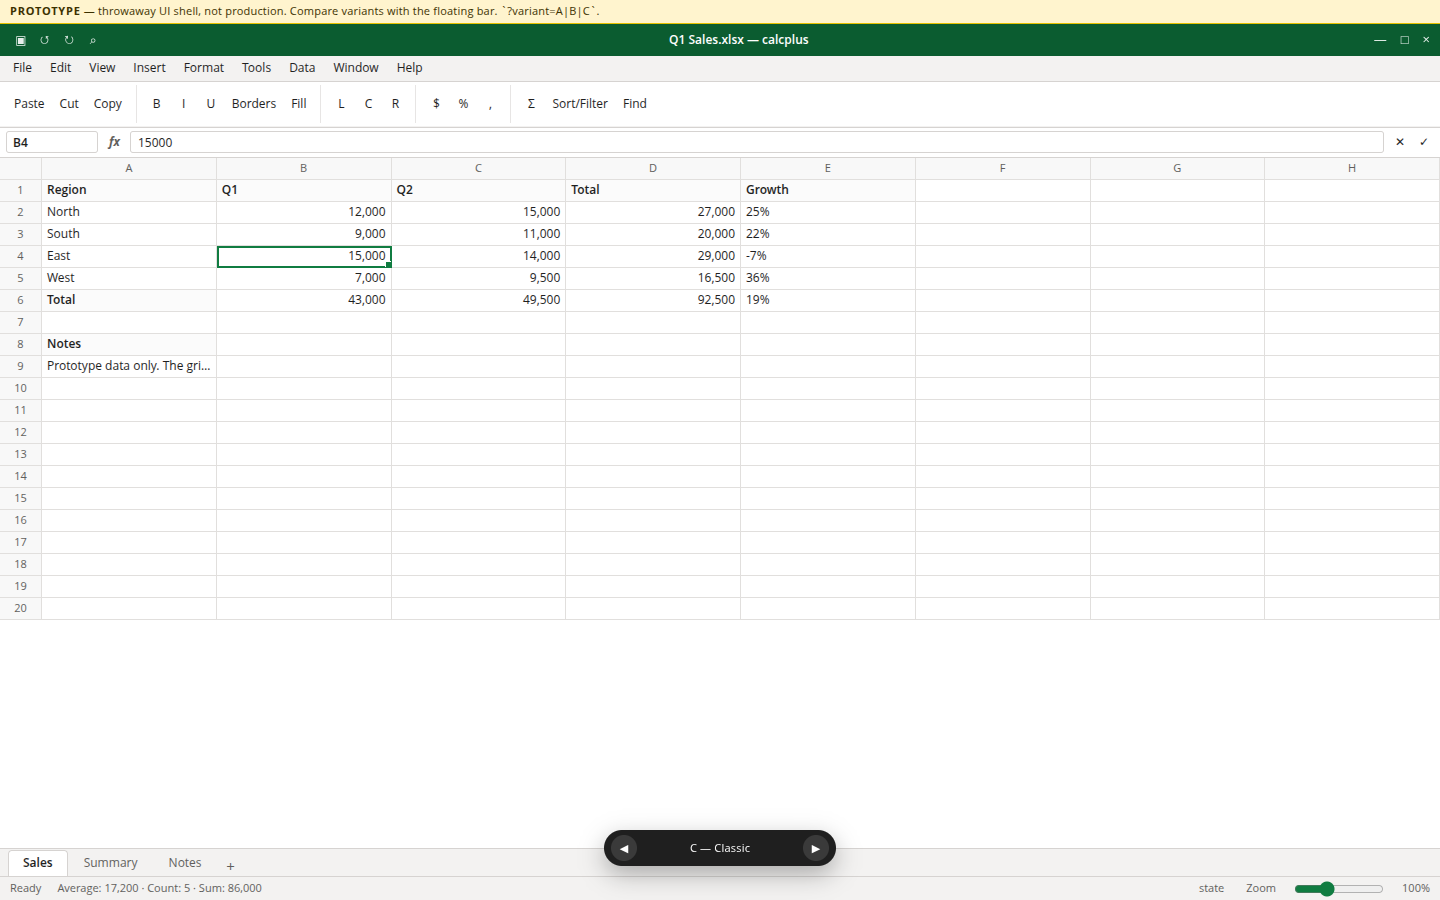 PROTOTYPE — throwaway UI shell, not production. Compare variants with the floating bar. `?variant=A|B|C`.
Q1 Sales.xlsx — calcplus
File Edit View Insert Format Tools Data Window Help
Paste Cut Copy B I U Borders Fill L C R $ % , Σ Sort/Filter Find
B4 fx 15000 ✕ ✓
A B C D E F G H
1 Region Q1 Q2 Total Growth
2 North 12,000 15,000 27,000 25%
3 South 9,000 11,000 20,000 22%
4 East 15,000 14,000 29,000 -7%
5 West 7,000 9,500 16,500 36%
6 Total 43,000 49,500 92,500 19%
7
8 Notes
9 Prototype data only. The gri...
10
11
12
13
14
15
16
17
18
19
20
◀ C — Classic ▶
Sales Summary Notes +
Ready Average: 17,200 · Count: 5 · Sum: 86,000 state Zoom 100%